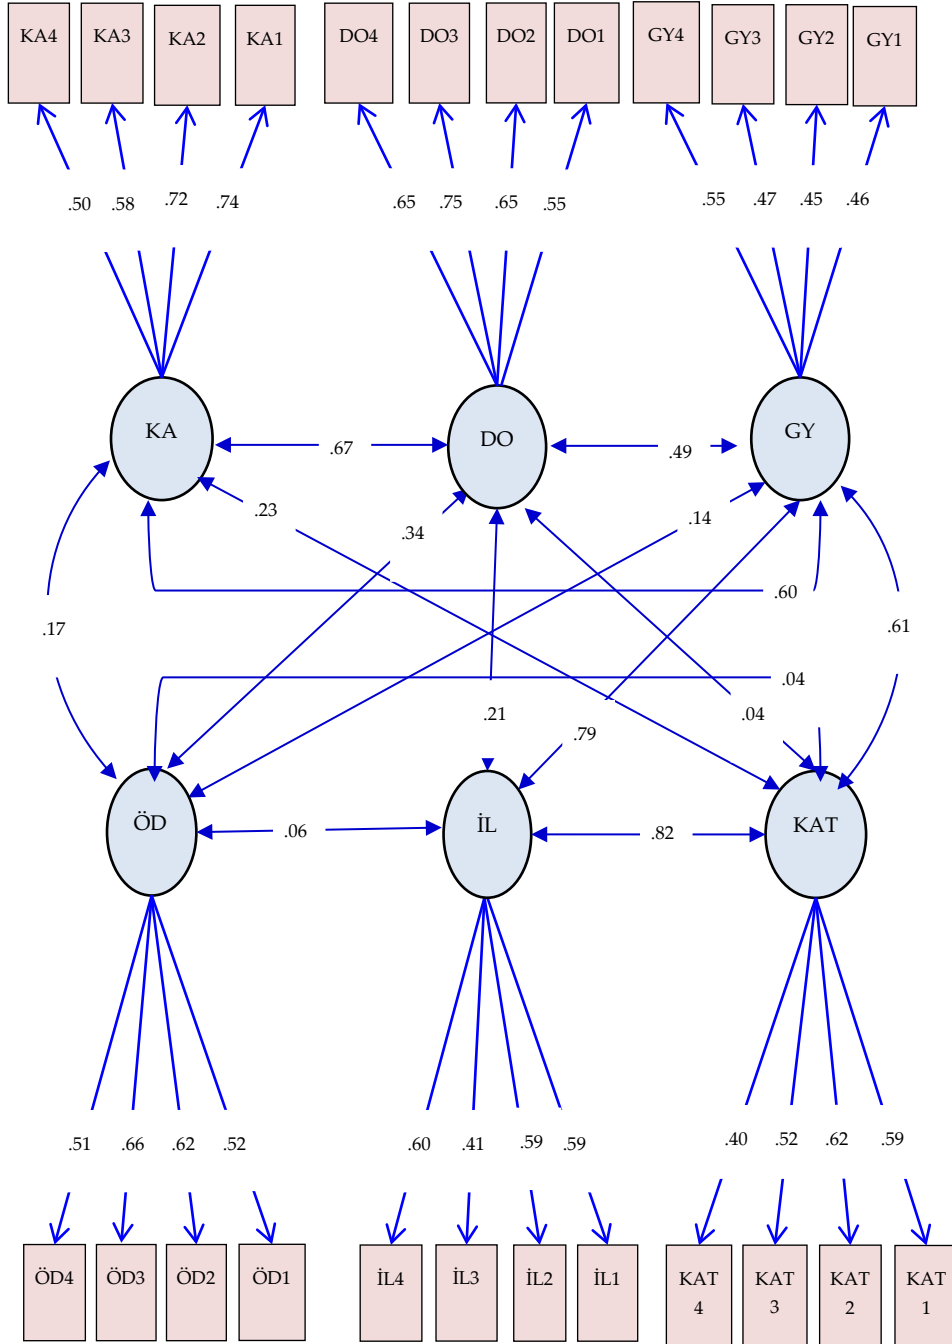 KA4 KA3 KA2 KA1 DO4 DO3 DO2 DO1 GY4 GY3 GY2 GY1
.50 .58 .72 .74 .65 .75 .65 .55 .55 .47 .45 .46
KA DO GY
.67 .49
.23 .34 .14
.60
.17 .61
.04
.21 .79 .04
ÖD İL KAT
.06 .82
.51 .66 .62 .52 .60 .41 .59 .59 .40 .52 .62 .59
ÖD4 ÖD3 ÖD2 ÖD1 İL4 İL3 İL2 İL1 KAT KAT KAT KAT
4 3 2 1